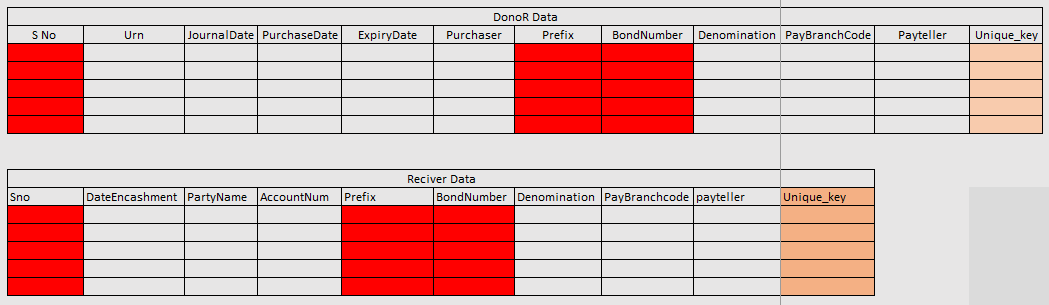 DonoR Data
S No Urn JournalDate PurchaseDate ExpiryDate Purchaser Prefix BondNumber Denomination PayBranchCode Payteller Unique_key
Reciver Data
Sno DateEncashment PartyName AccountNum Prefix BondNumber Denomination PayBranchcode payteller Unique_key